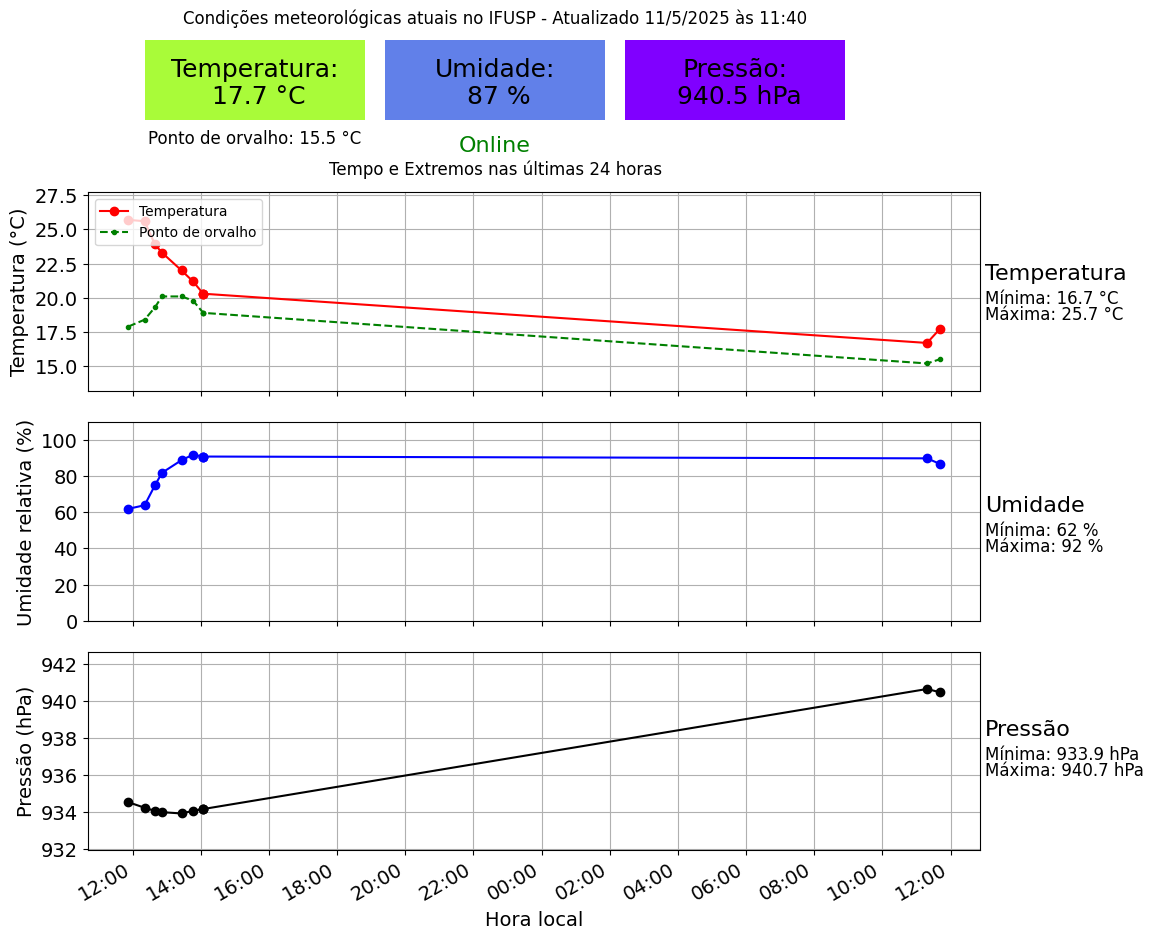 Condições meteorológicas atuais no IFUSP - Atualizado 11/5/2025 às 11:40
Temperatura:
17.7 °C
Umidade:
87 %
Pressão:
940.5 hPa
Ponto de orvalho: 15.5 °C
Online
Tempo e Extremos nas últimas 24 horas
Temperatura (°C)
27.5
25.0
22.5
20.0
17.5
15.0
Temperatura
Ponto de orvalho
Temperatura
Mínima: 16.7 °C
Máxima: 25.7 °C
Umidade relativa (%)
100
80
60
40
20
0
Umidade
Mínima: 62 %
Máxima: 92 %
Pressão (hPa)
942
940
938
936
934
932
Pressão
Mínima: 933.9 hPa
Máxima: 940.7 hPa
12:00 14:00 16:00 18:00 20:00 22:00 00:00 02:00 04:00 06:00 08:00 10:00 12:00
Hora local